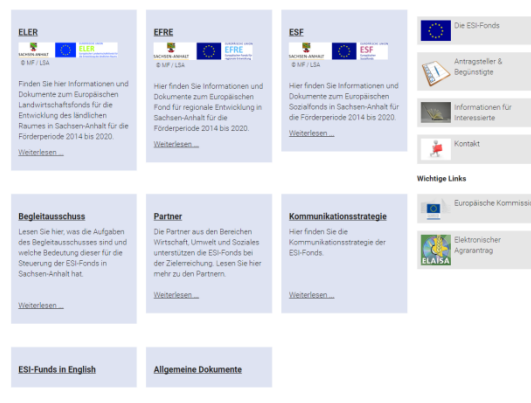 ELER
SACHSEN-ANHALT
ELER
© MF / LSA
Finden Sie hier Informationen und
Dokumente zum Europäischen
Landwirtschaftsfonds für die
Entwicklung des ländlichen
Raumes in Sachsen-Anhalt für die
Förderperiode 2014 bis 2020.
Weiterlesen ...
EFRE
SACHSEN-ANHALT
EFRE
© MF / LSA
Hier finden Sie Informationen und
Dokumente zum Europäischen
Fond für regionale Entwicklung in
Sachsen-Anhalt für die
Förderperiode 2014 bis 2020.
Weiterlesen ...
ESF
SACHSEN-ANHALT
ESF
© MF / LSA
Hier finden Sie Informationen und
Dokumente zum Europäischen
Sozialfonds in Sachsen-Anhalt für
die Förderperiode 2014 bis 2020.
Weiterlesen ...
Begleitausschuss
Lesen Sie hier, was die Aufgaben
des Begleitausschusses sind und
welche Bedeutung dieser für die
Steuerung der ESI-Fonds in
Sachsen-Anhalt hat.
Weiterlesen ...
Partner
Die Partner aus den Bereichen
Wirtschaft, Umwelt und Soziales
unterstützen die ESI-Fonds bei
der Zielerreichung. Lesen Sie hier
mehr zu den Partnern.
Weiterlesen ...
Kommunikationsstrategie
Hier finden Sie die
Kommunikationsstrategie der
ESI-Fonds.
Weiterlesen ...
ESI-Funds in English
Allgemeine Dokumente
Die ESI-Fonds
Antragsteller &
Begünstigte
Informationen für
Interessierte
Kontakt
Wichtige Links
Europäische Kommissi
Elektronischer
Agrarantrag
ELAISA